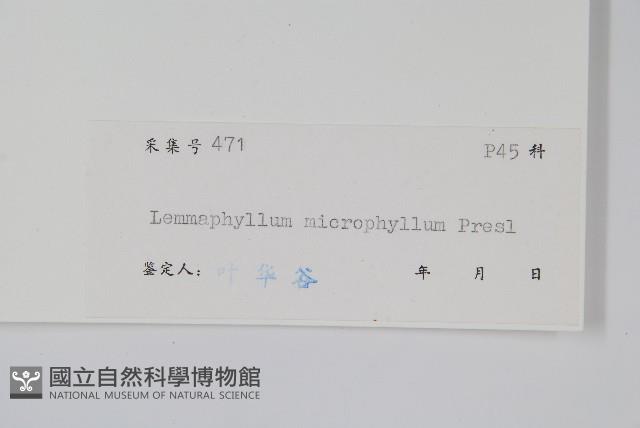 采集号 471 P45 科
Lemmaphyllum microphyllum Presl
鉴定人: 叶华谷 年 月 日
國立自然科學博物館
NATIONAL MUSEUM OF NATURAL SCIENCE